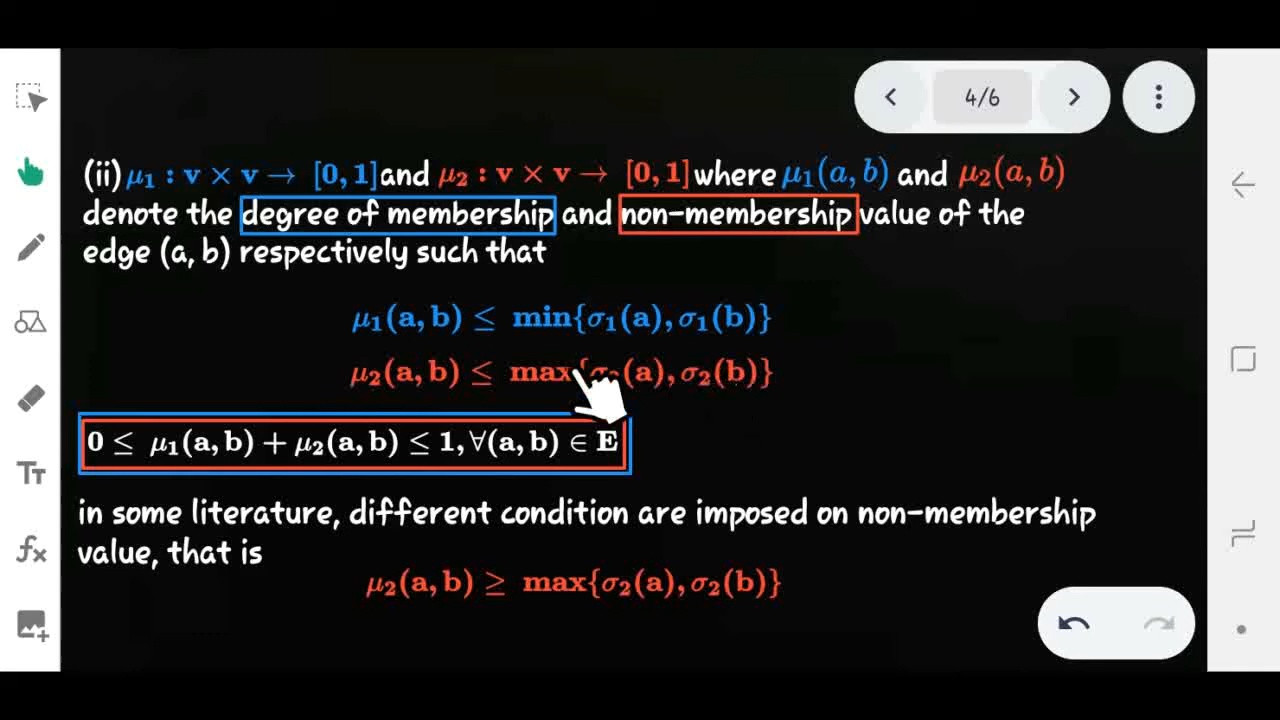 4/6
(ii) μ₁ : v × v → [0, 1] and μ₂ : v × v → [0, 1] where μ₁(a, b) and μ₂(a, b)
denote the degree of membership and non-membership value of the
edge (a, b) respectively such that
μ₁(a, b) ≤ min{σ₁(a), σ₁(b)}
μ₂(a, b) ≤ max{σ₂(a), σ₂(b)}
0 ≤ μ₁(a, b) + μ₂(a, b) ≤ 1, ∀(a, b) ∈ E
in some literature, different condition are imposed on non-membership
value, that is
μ₂(a, b) ≥ max{σ₂(a), σ₂(b)}
Tт
fx